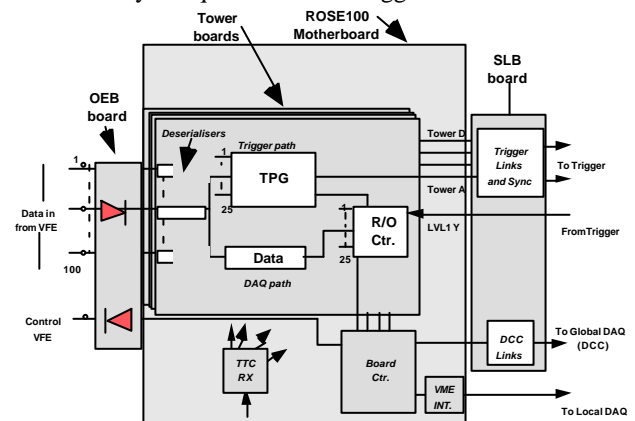 Tower
boards
ROSE100
Motherboard
SLB
board
OEB
board
Deserialisers
Trigger path
Tower D
1
1
TPG
Trigger
Links
and Sync
To Trigger
Tower A
25
1
Data in
from VFE
R/O
Ctr.
LVL1 Y
From Trigger
Data
25
100
DAQ path
Control
VFE
To Global DAQ
(DCC)
DCC
Links
TTC
RX
Board
Ctr.
VME
INT.
To Local DAQ